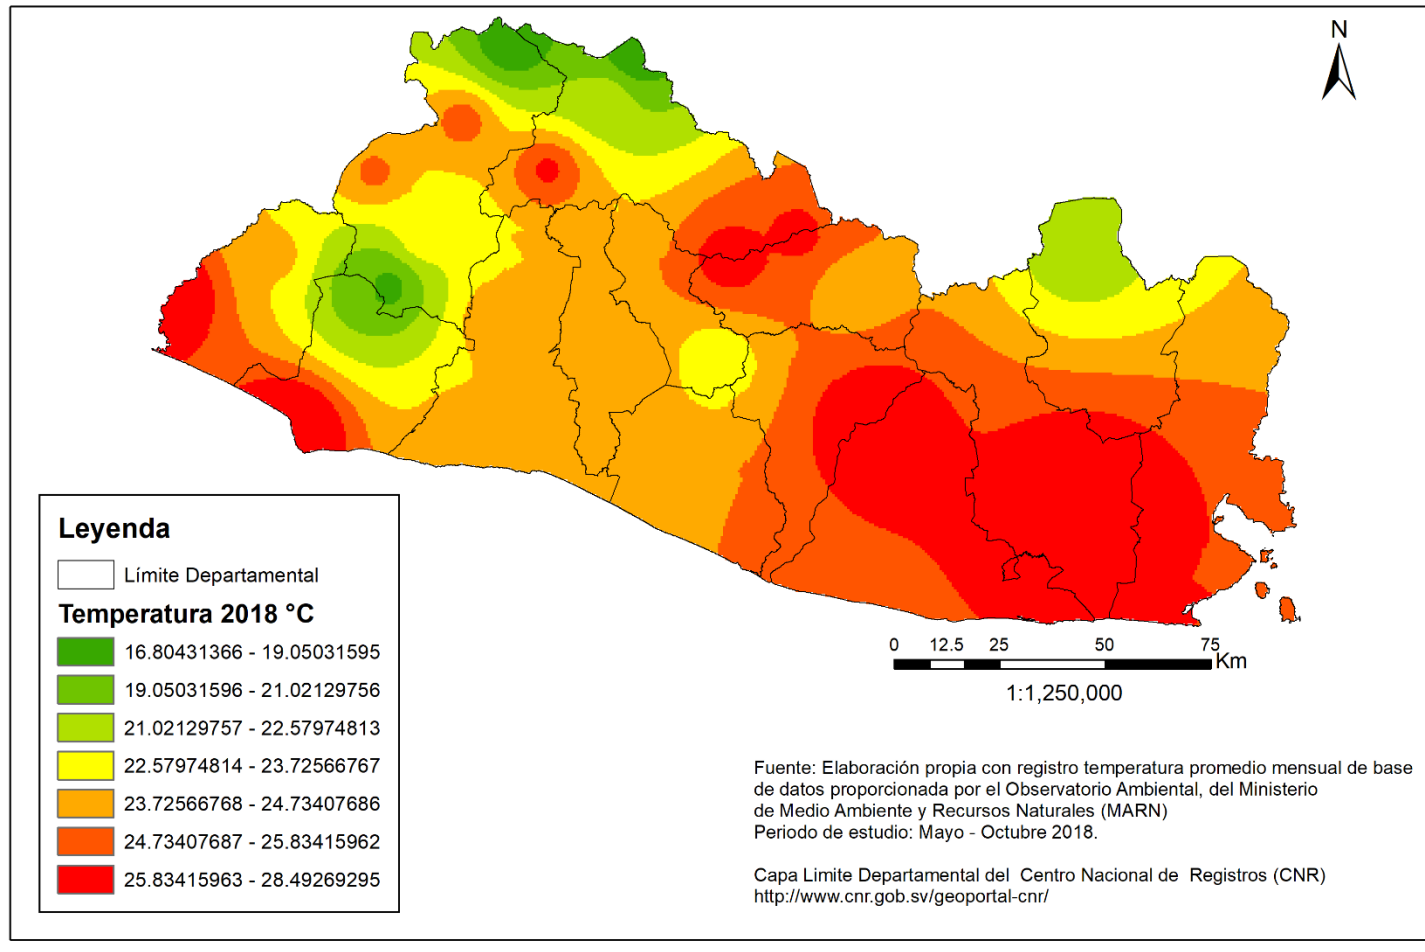 N
Leyenda
Límite Departamental
Temperatura 2018 °C
16.80431366 - 19.05031595
19.05031596 - 21.02129756
21.02129757 - 22.57974813
22.57974814 - 23.72566767
23.72566768 - 24.73407686
24.73407687 - 25.83415962
25.83415963 - 28.49269295
0 12.5 25 50 75
Km
1:1,250,000
Fuente: Elaboración propia con registro temperatura promedio mensual de base
de datos proporcionada por el Observatorio Ambiental, del Ministerio
de Medio Ambiente y Recursos Naturales (MARN)
Periodo de estudio: Mayo - Octubre 2018.
Capa Limite Departamental del Centro Nacional de Registros (CNR)
http://www.cnr.gob.sv/geoportal-cnr/